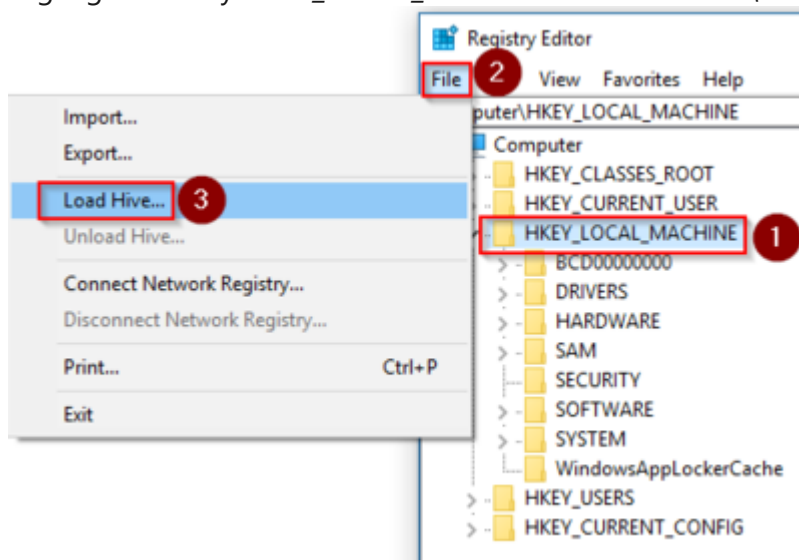 Registry Editor
File 2 View Favorites Help
puter\HKEY_LOCAL_MACHINE
Import...
Export...
Load Hive... 3
Unload Hive...
Connect Network Registry...
Disconnect Network Registry...
Print... Ctrl+P
Exit
Computer
HKEY_CLASSES_ROOT
HKEY_CURRENT_USER
HKEY_LOCAL_MACHINE 1
BCD00000000
DRIVERS
HARDWARE
SAM
SECURITY
SOFTWARE
SYSTEM
WindowsAppLockerCache
HKEY_USERS
HKEY_CURRENT_CONFIG